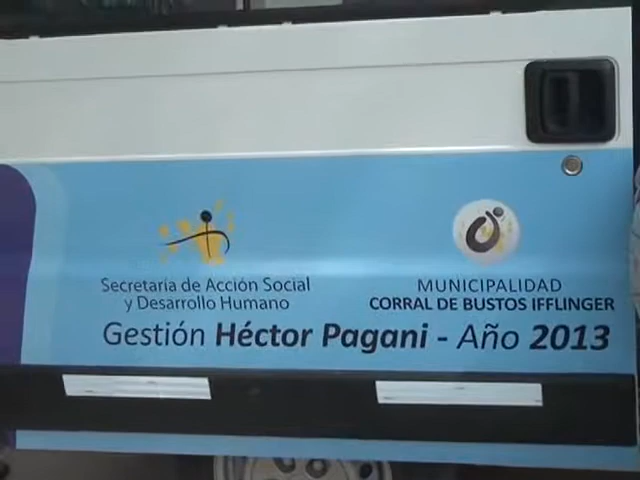 Secretaría de Acción Social
y Desarrollo Humano
MUNICIPALIDAD
CORRAL DE BUSTOS IFFLINGER
Gestión Héctor Pagani - Año 2013